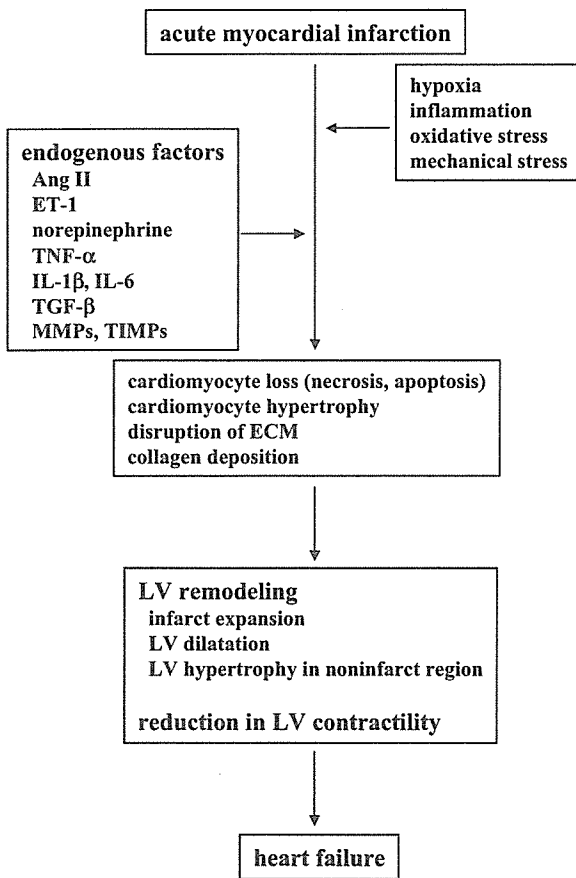 acute myocardial infarction
hypoxia
inflammation
oxidative stress
mechanical stress
endogenous factors
Ang II
ET-1
norepinephrine
TNF-α
IL-1β, IL-6
TGF-β
MMPs, TIMPs
cardiomyocyte loss (necrosis, apoptosis)
cardiomyocyte hypertrophy
disruption of ECM
collagen deposition
LV remodeling
infarct expansion
LV dilatation
LV hypertrophy in noninfarct region
reduction in LV contractility
heart failure